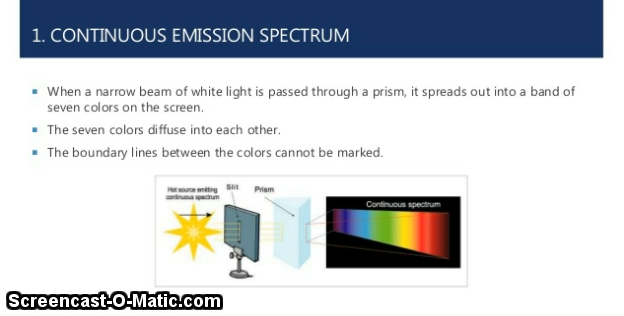 1. CONTINUOUS EMISSION SPECTRUM
When a narrow beam of white light is passed through a prism, it spreads out into a band of
seven colors on the screen.
The seven colors diffuse into each other.
The boundary lines between the colors cannot be marked.
Hot source emitting
continuous spectrum
Slit
Prism
Continuous spectrum
Screencast-O-Matic.com